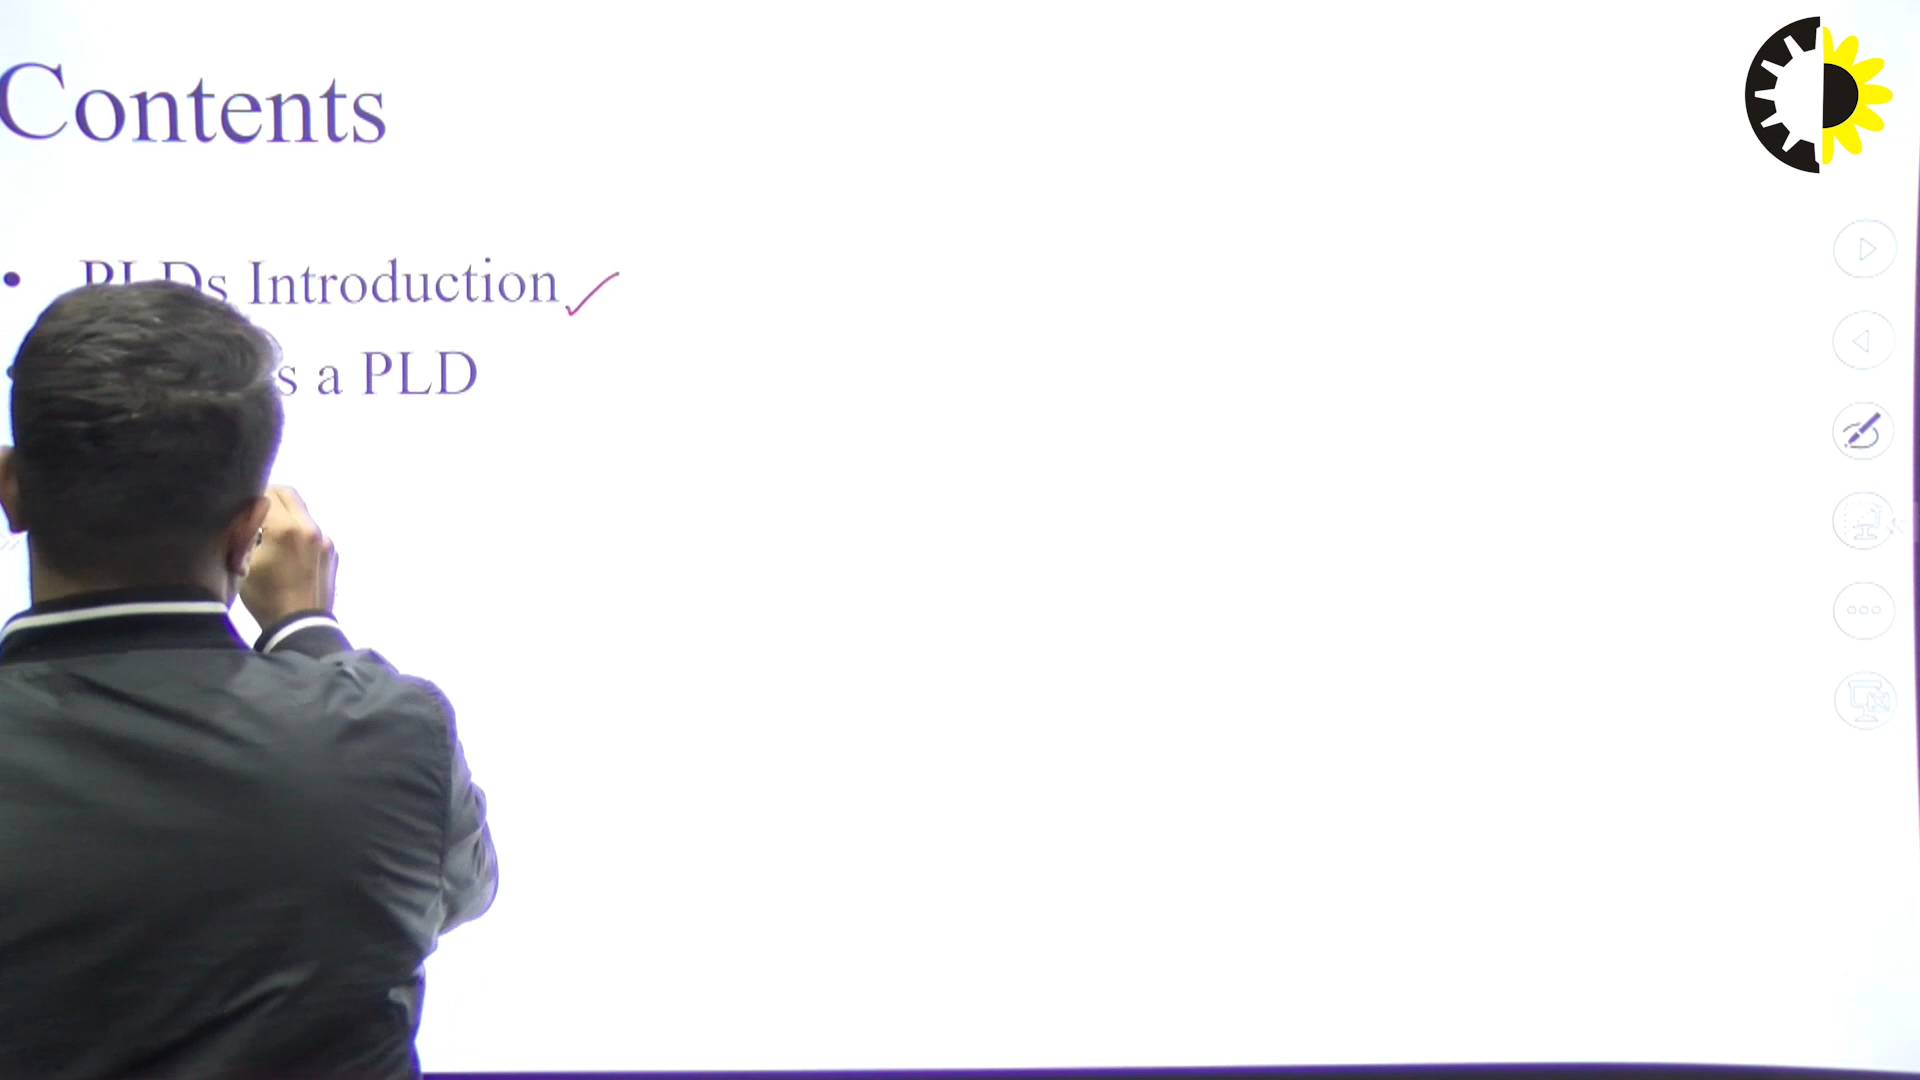 Contents
• PLDs Introduction ✓
s a PLD